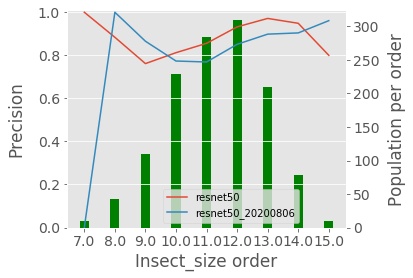 1.0
0.8
0.6
0.4
0.2
0.0
Precision
300
250
200
150
100
50
0
Population per order
resnet50
resnet50_20200806
7.0 8.0 9.0 10.0 11.0 12.0 13.0 14.0 15.0
Insect_size order